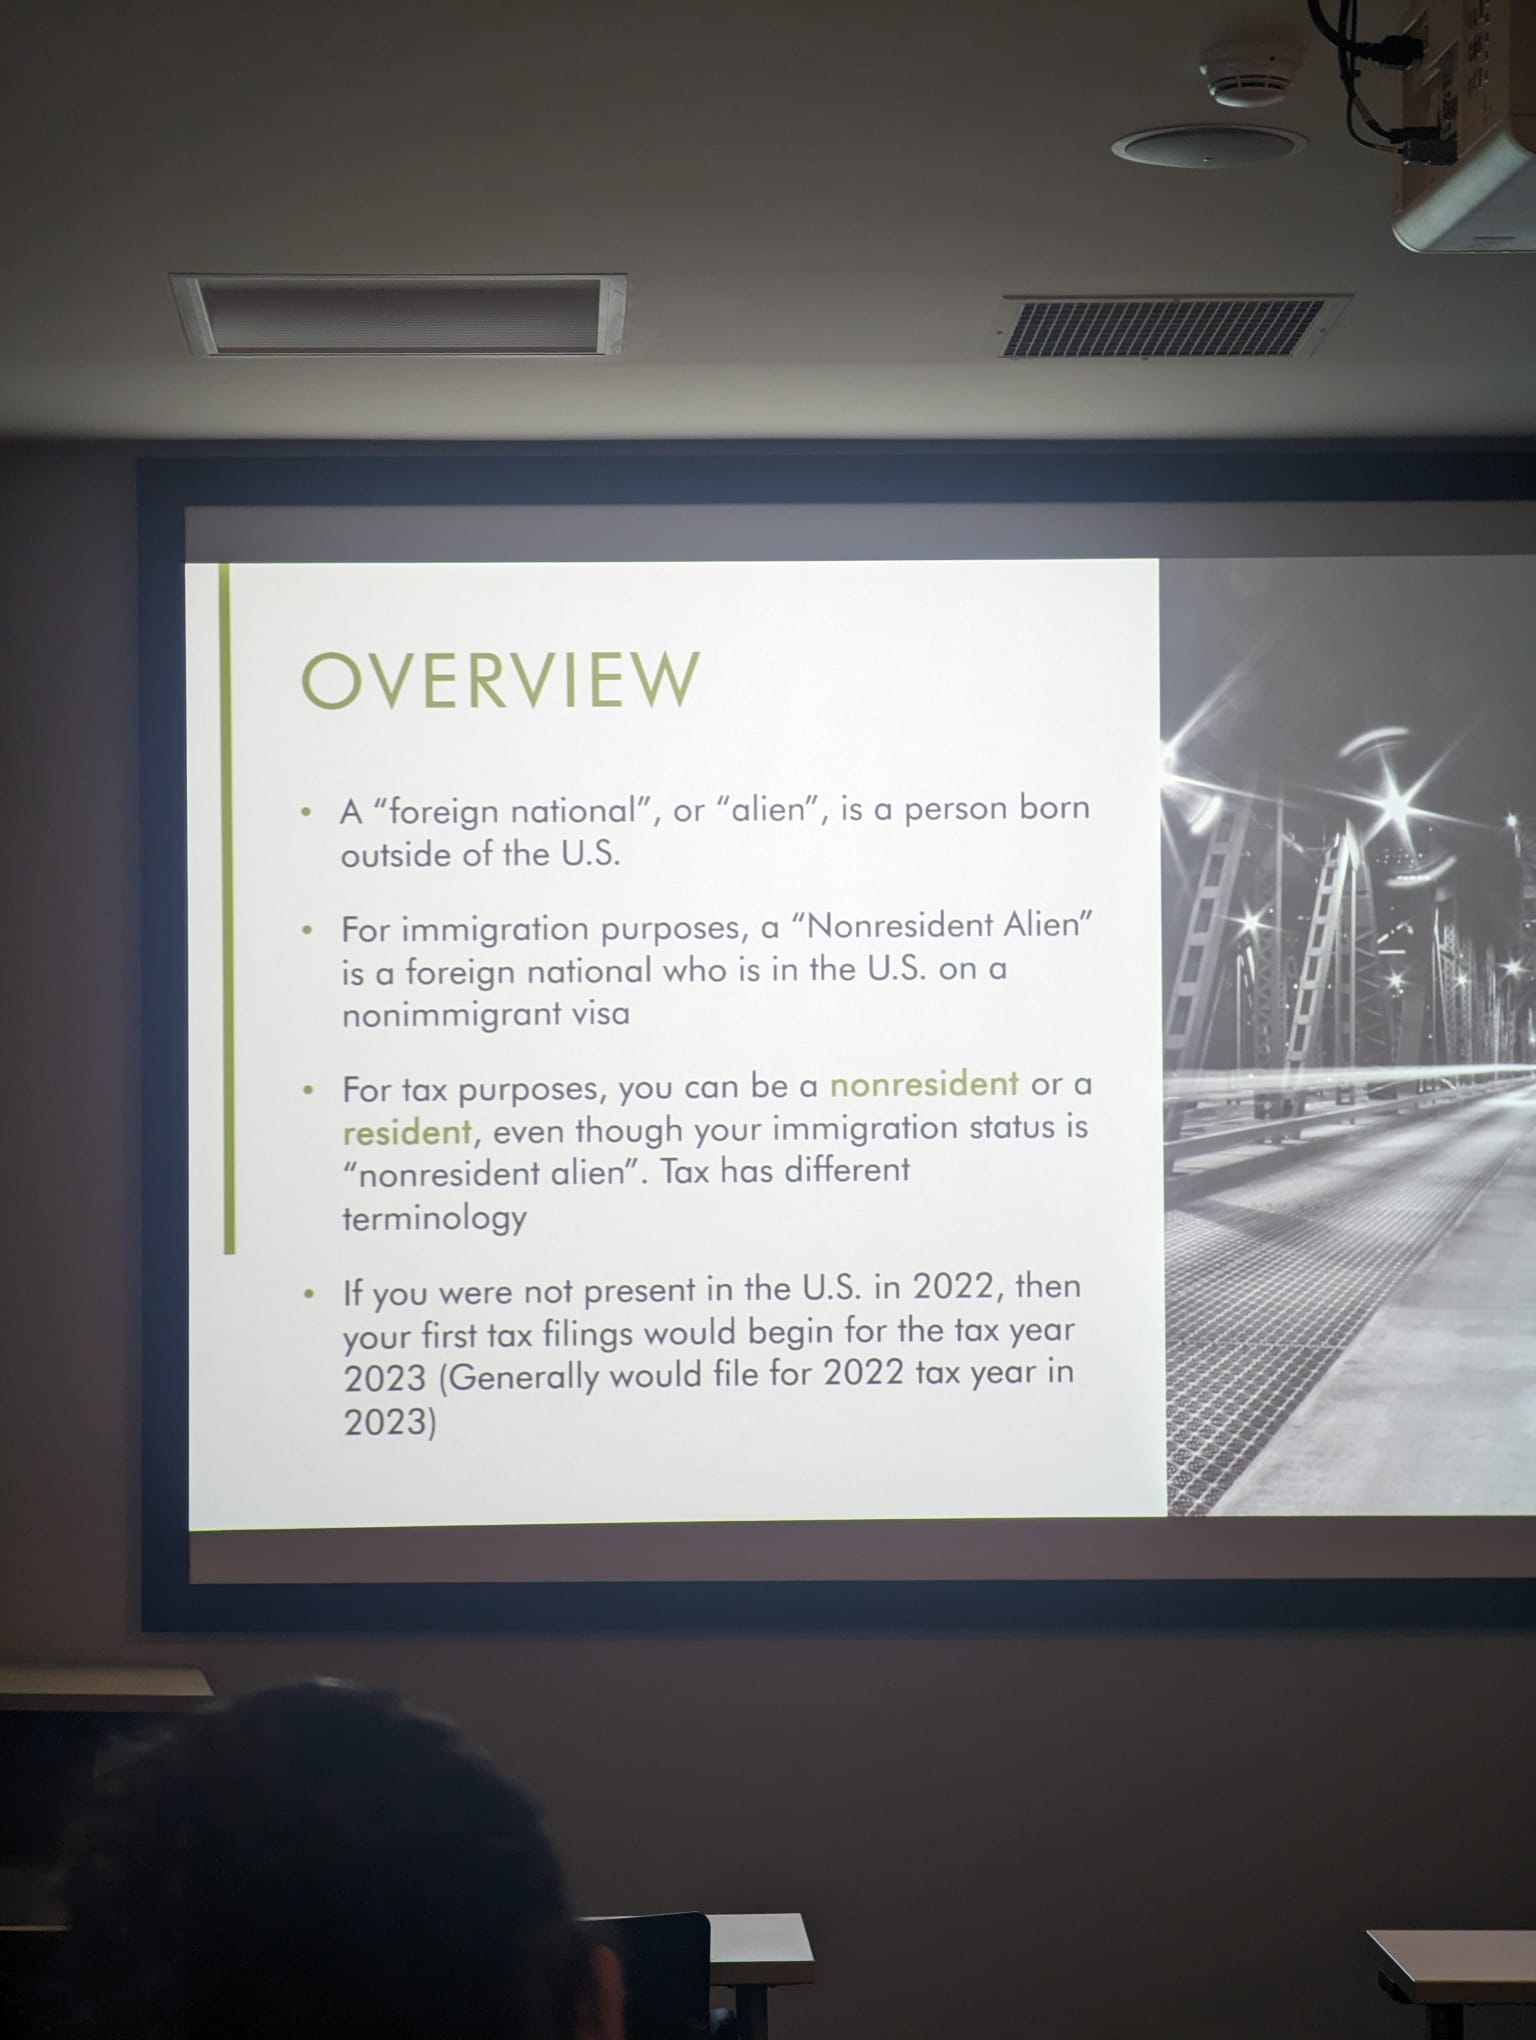 OVERVIEW
• A “foreign national”, or “alien”, is a person born
outside of the U.S.
• For immigration purposes, a “Nonresident Alien”
is a foreign national who is in the U.S. on a
nonimmigrant visa
• For tax purposes, you can be a nonresident or a
resident, even though your immigration status is
“nonresident alien”. Tax has different
terminology
• If you were not present in the U.S. in 2022, then
your first tax filings would begin for the tax year
2023 (Generally would file for 2022 tax year in
2023)